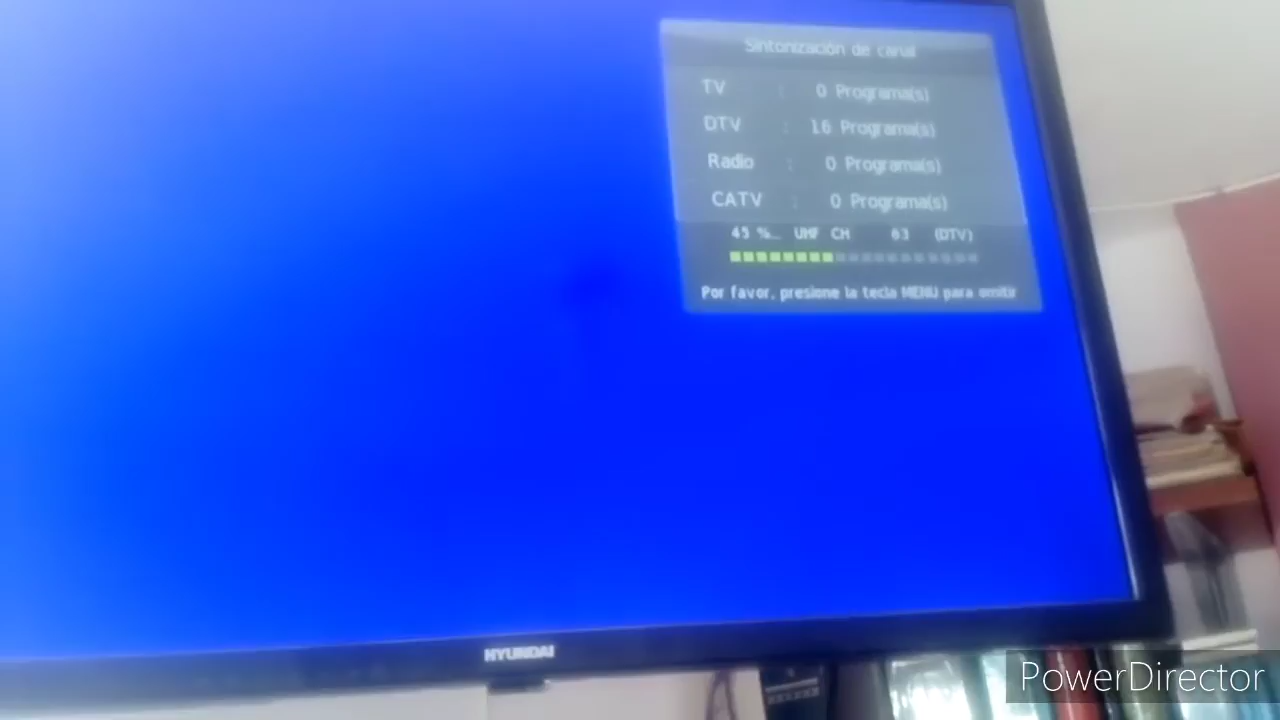 Sintonización de canal
TV : 0 Programa(s)
DTV : 16 Programa(s)
Radio : 0 Programa(s)
CATV : 0 Programa(s)
45 %... UHF CH 63 (DTV)
Por favor, presione la tecla MENU para omitir
HYUNDAI
PowerDirector